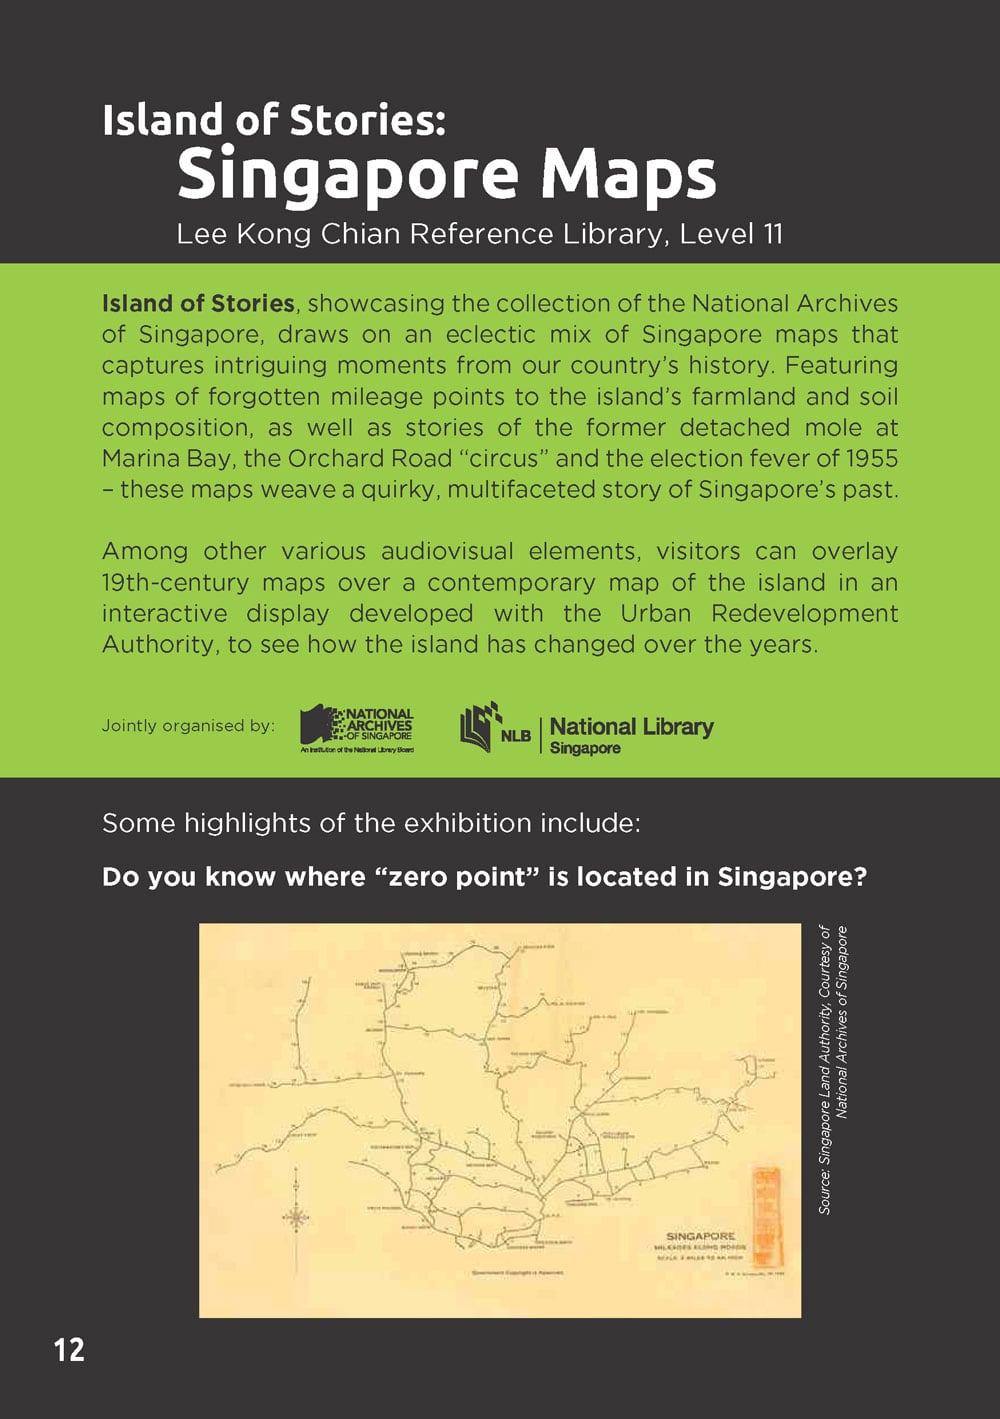 Island of Stories:
Singapore Maps
Lee Kong Chian Reference Library, Level 11
Island of Stories, showcasing the collection of the National Archives
of Singapore, draws on an eclectic mix of Singapore maps that
captures intriguing moments from our country’s history. Featuring
maps of forgotten mileage points to the island’s farmland and soil
composition, as well as stories of the former detached mole at
Marina Bay, the Orchard Road “circus” and the election fever of 1955
– these maps weave a quirky, multifaceted story of Singapore’s past.
Among other various audiovisual elements, visitors can overlay
19th-century maps over a contemporary map of the island in an
interactive display developed with the Urban Redevelopment
Authority, to see how the island has changed over the years.
Jointly organised by:
NATIONAL
ARCHIVES
OF SINGAPORE
An Institution of the National Library Board
NLB
National Library
Singapore
Some highlights of the exhibition include:
Do you know where “zero point” is located in Singapore?
SINGAPORE
MILEAGES ALONG ROADS
SCALE 2 MILES TO AN INCH
Government Copyright is Reserved.
Source: Singapore Land Authority, Courtesy of
National Archives of Singapore
12